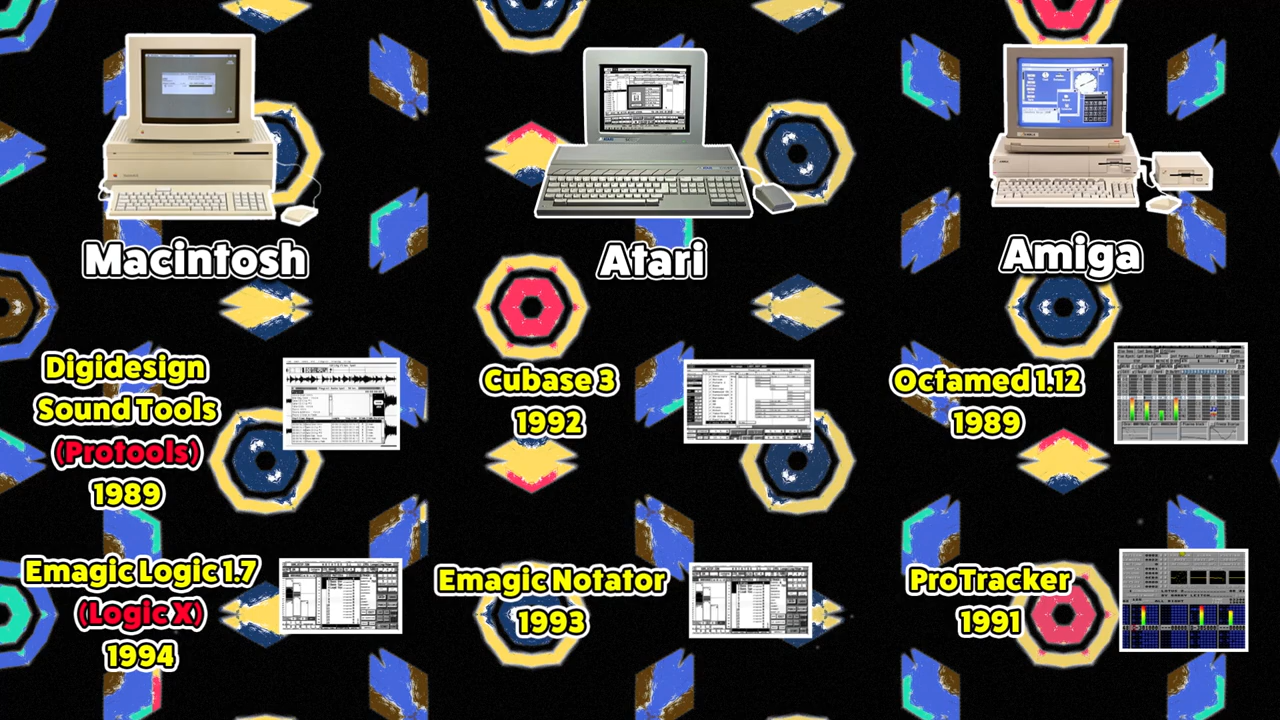 Macintosh
Atari
Amiga
Digidesign
Sound Tools
(Protools)
1989
Cubase 3
1992
Octamed 1.12
1989
Emagic Logic 1.7
(Logic X)
1994
Emagic Notator
1993
ProTracker
1991